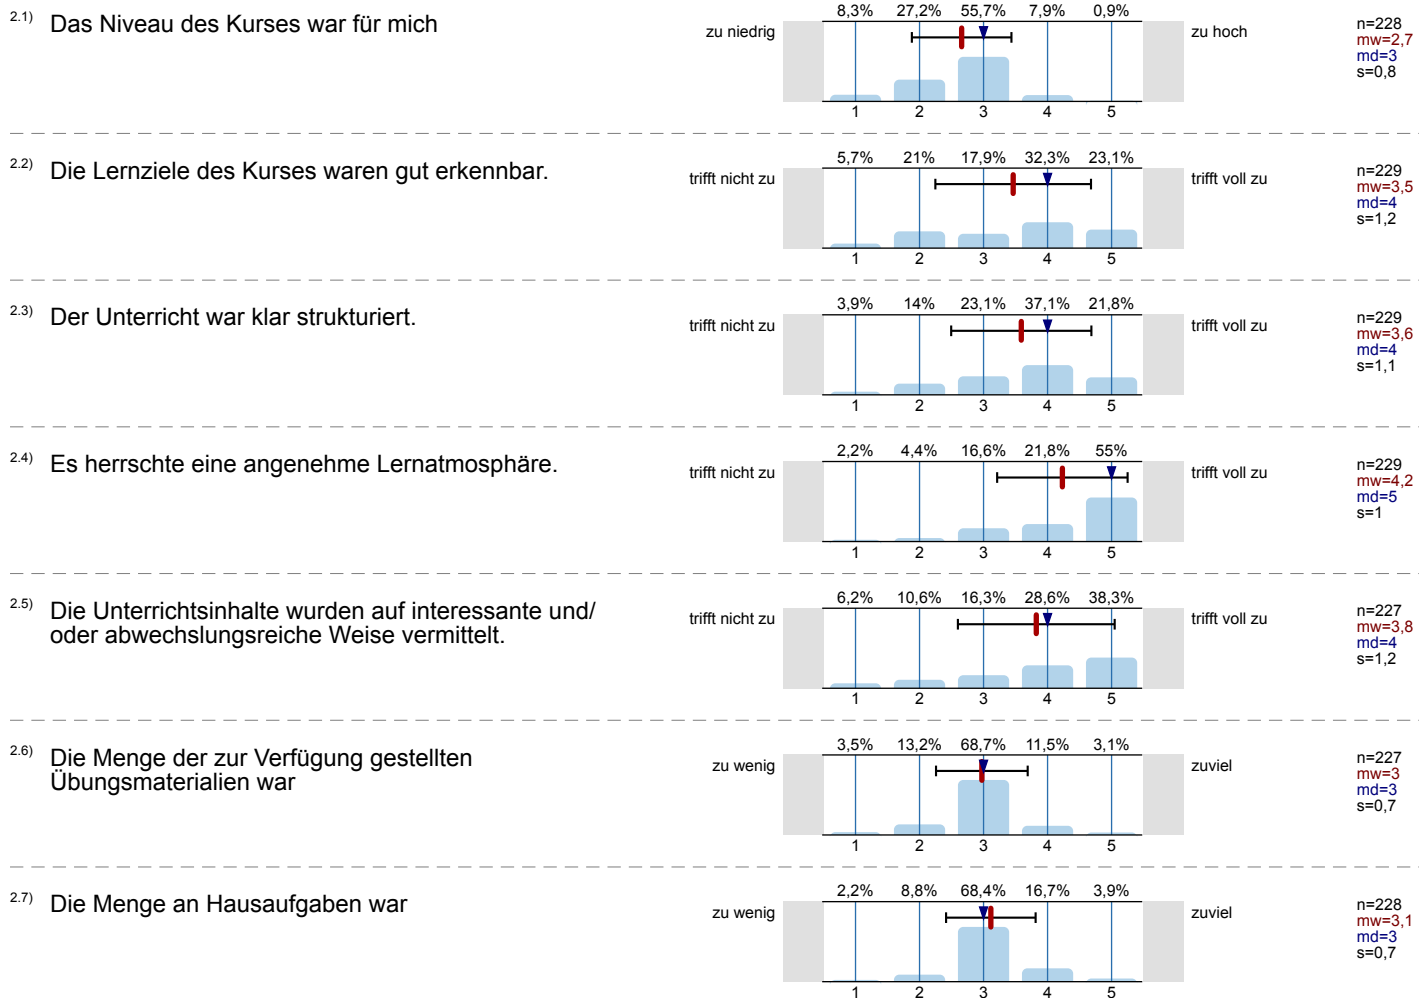 2.1) Das Niveau des Kurses war für mich
8,3% 27,2% 55,7% 7,9% 0,9%
zu niedrig
zu hoch
1 2 3 4 5
n=228
mw=2,7
md=3
s=0,8
2.2) Die Lernziele des Kurses waren gut erkennbar.
5,7% 21% 17,9% 32,3% 23,1%
trifft nicht zu
trifft voll zu
1 2 3 4 5
n=229
mw=3,5
md=4
s=1,2
2.3) Der Unterricht war klar strukturiert.
3,9% 14% 23,1% 37,1% 21,8%
trifft nicht zu
trifft voll zu
1 2 3 4 5
n=229
mw=3,6
md=4
s=1,1
2.4) Es herrschte eine angenehme Lernatmosphäre.
2,2% 4,4% 16,6% 21,8% 55%
trifft nicht zu
trifft voll zu
1 2 3 4 5
n=229
mw=4,2
md=5
s=1
2.5) Die Unterrichtsinhalte wurden auf interessante und/
oder abwechslungsreiche Weise vermittelt.
6,2% 10,6% 16,3% 28,6% 38,3%
trifft nicht zu
trifft voll zu
1 2 3 4 5
n=227
mw=3,8
md=4
s=1,2
2.6) Die Menge der zur Verfügung gestellten
Übungsmaterialien war
3,5% 13,2% 68,7% 11,5% 3,1%
zu wenig
zuviel
1 2 3 4 5
n=227
mw=3
md=3
s=0,7
2.7) Die Menge an Hausaufgaben war
2,2% 8,8% 68,4% 16,7% 3,9%
zu wenig
zuviel
1 2 3 4 5
n=228
mw=3,1
md=3
s=0,7